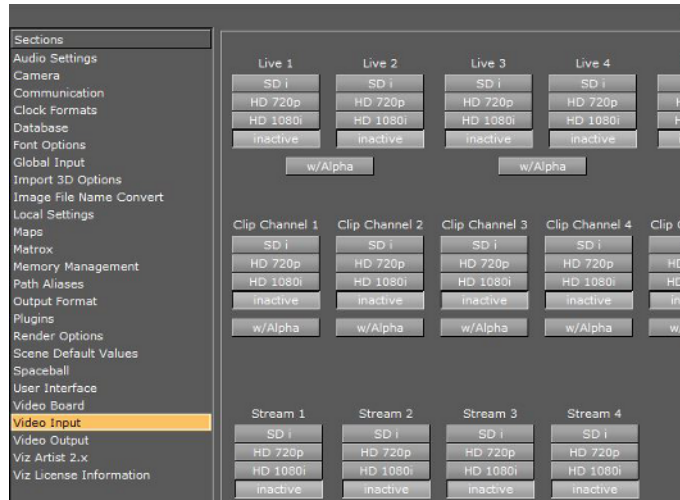 Sections
Audio Settings
Camera
Communication
Clock Formats
Database
Font Options
Global Input
Import 3D Options
Image File Name Convert
Local Settings
Maps
Matrox
Memory Management
Path Aliases
Output Format
Plugins
Render Options
Scene Default Values
Spaceball
User Interface
Video Board
Video Input
Video Output
Viz Artist 2.x
Viz License Information
Live 1 Live 2 Live 3 Live 4
SD i SD i SD i SD i
HD 720p HD 720p HD 720p HD 720p
HD 1080i HD 1080i HD 1080i HD 1080i
inactive inactive inactive inactive
w/Alpha w/Alpha
Clip Channel 1 Clip Channel 2 Clip Channel 3 Clip Channel 4 Clip
SD i SD i SD i SD i
HD 720p HD 720p HD 720p HD 720p HD
HD 1080i HD 1080i HD 1080i HD 1080i HD
inactive inactive inactive inactive
w/Alpha w/Alpha w/Alpha w/Alpha
Stream 1 Stream 2 Stream 3 Stream 4
SD i SD i SD i SD i
HD 720p HD 720p HD 720p HD 720p
HD 1080i HD 1080i HD 1080i HD 1080i
inactive inactive inactive inactive